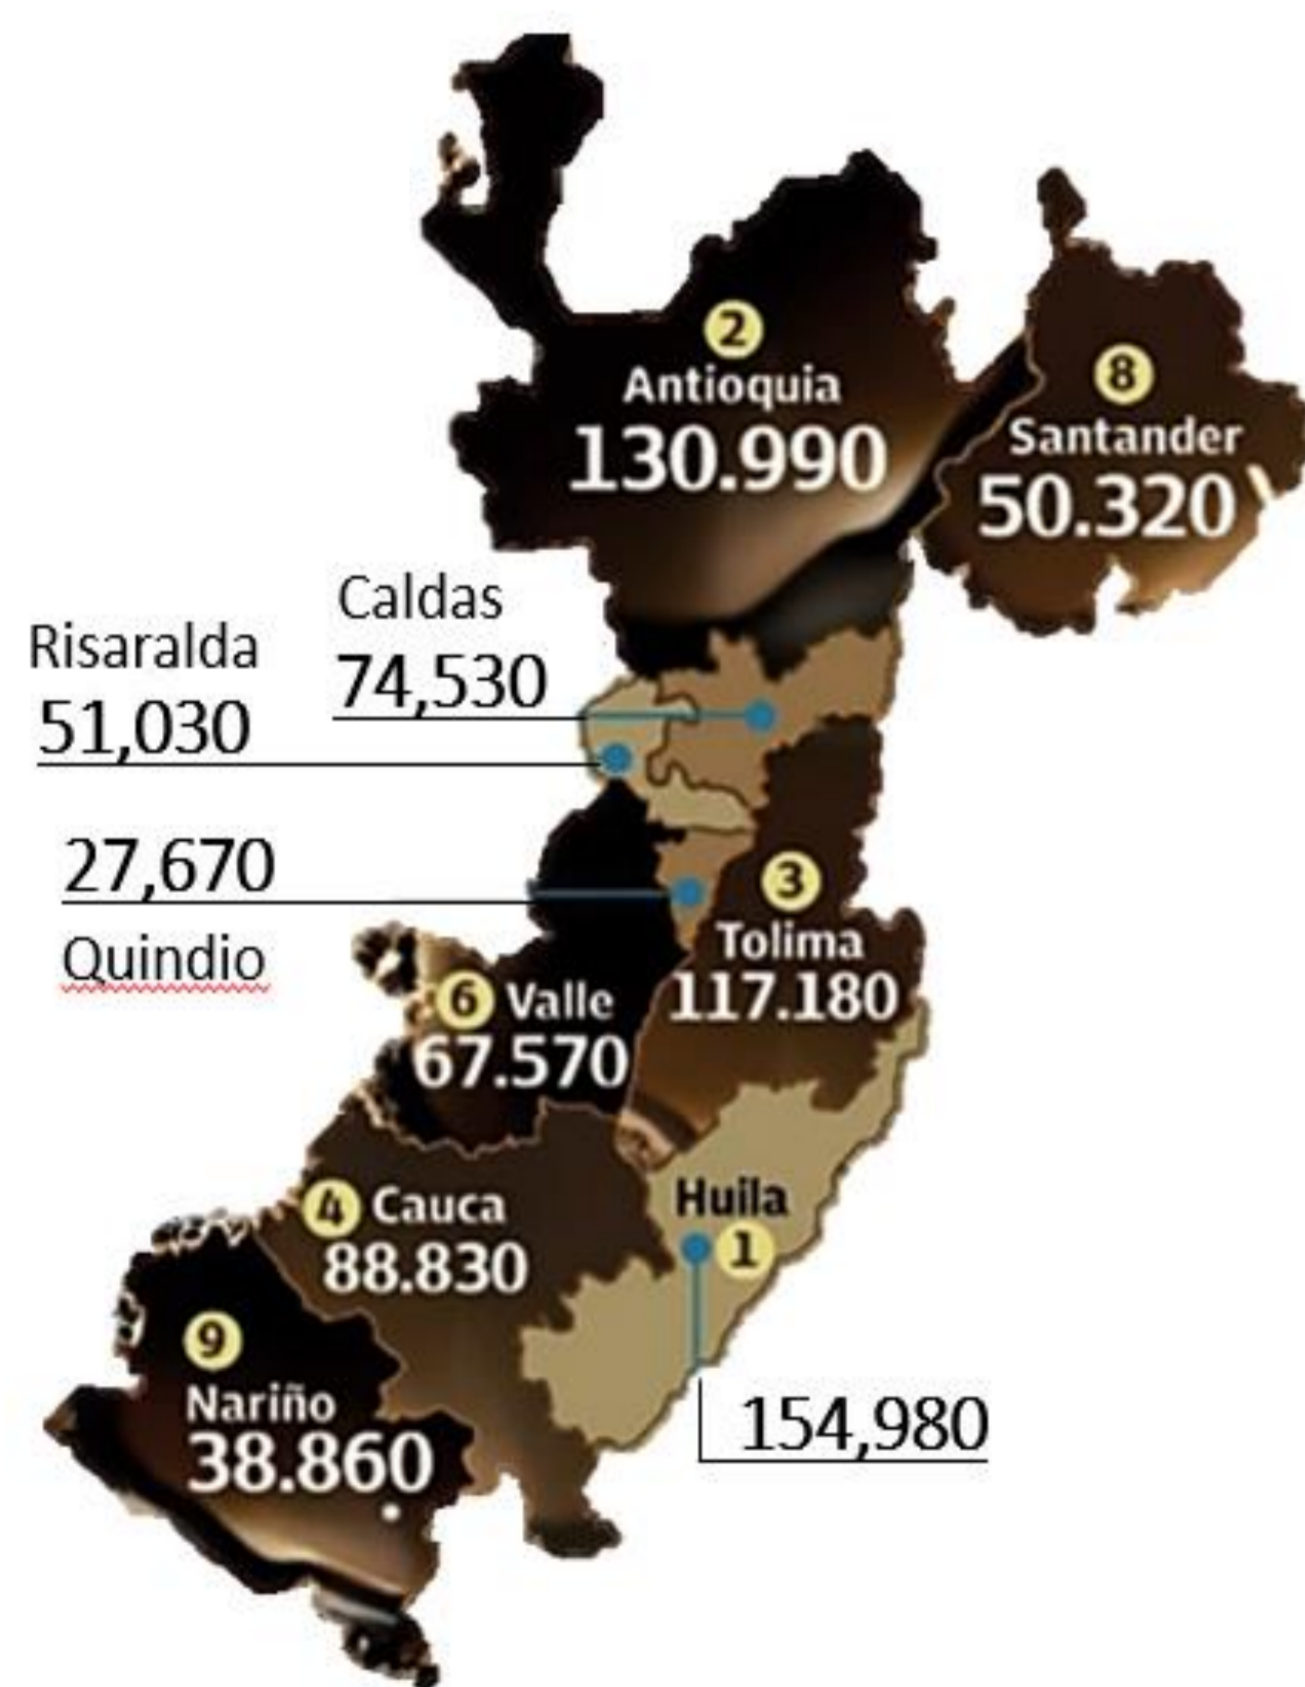 2
Antioquia
130.990
8
Santander
50.320
Caldas
74,530
Risaralda
51,030
27,670
Quindio
3
Tolima
117.180
6 Valle
67.570
4 Cauca
88.830
Huila
1
154,980
9
Nariño
38.860